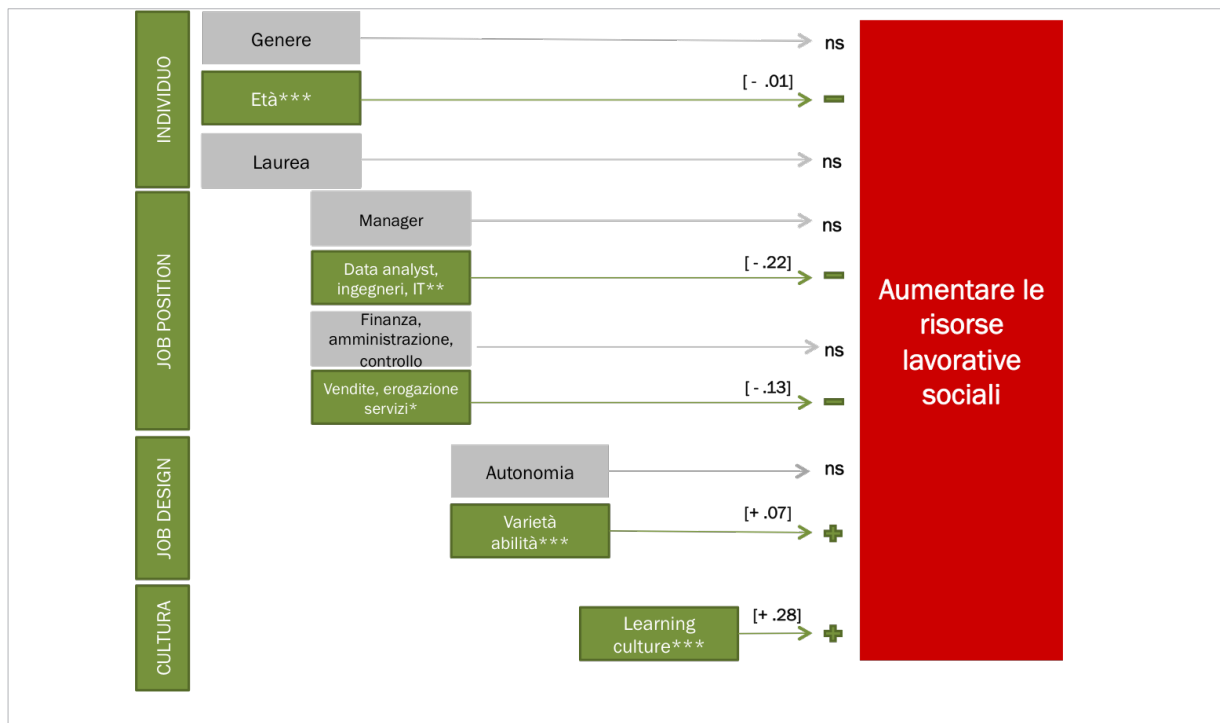 INDIVIDUO
Genere
ns
Età***
[ - .01]
Laurea
ns
JOB POSITION
Manager
ns
Data analyst,
ingegneri, IT**
[ - .22]
Finanza,
amministrazione,
controllo
ns
Vendite, erogazione
servizi*
[ - .13]
JOB DESIGN
Autonomia
ns
Varietà
abilità***
[+ .07]
CULTURA
Learning
culture***
[+ .28]
Aumentare le
risorse
lavorative
sociali